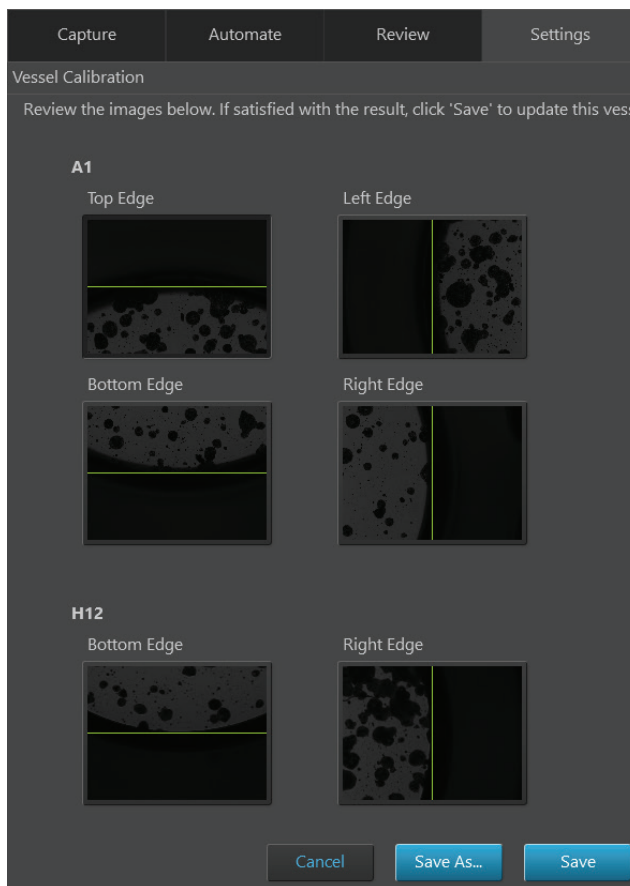 Capture Automate Review Settings
Vessel Calibration
Review the images below. If satisfied with the result, click 'Save' to update this
A1
Top Edge Left Edge
Bottom Edge Right Edge
H12
Bottom Edge Right Edge
Cancel Save As... Save